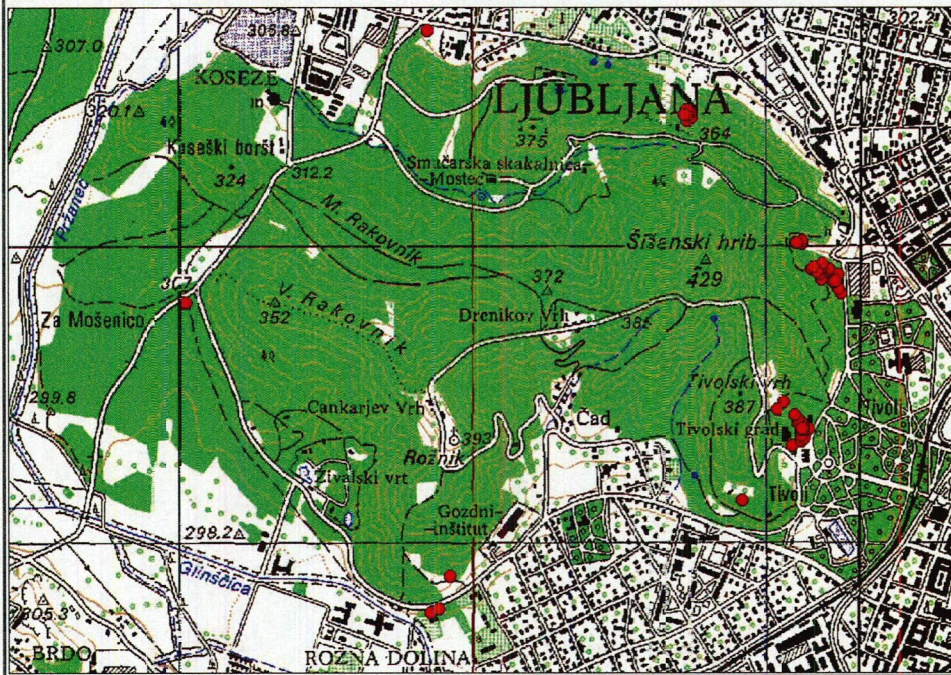 307.0
305.8
302.2
KOSEZE
LJUBLJANA
320.1
375
364
Koseški boršt
Smučarska skakalnica
Mosteč
324
312.2
Požanec
M. Rakovnik
Šišenski hrib
429
307
372
V. Rakovnik
352
Za Mošenico
Drenikov Vrh
385
Tivolski vrh
387
299.8
Cankarjev Vrh
Čad
Tivoli
Tivolski grad
393
Rožnik
Živalski vrt
Tivoli
Gozdni-
-inštitut
298.2
Glinščica
305.3
BRDO
ROŽNA DOLINA